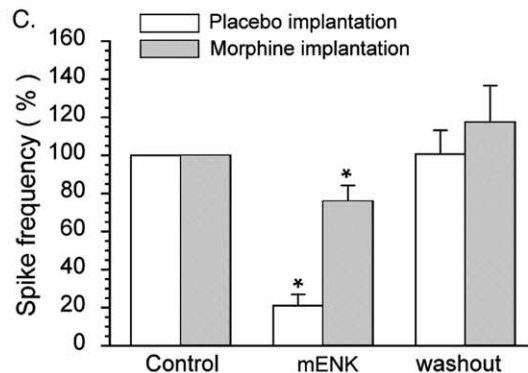 C.
Placebo implantation
Morphine implantation
Spike frequency ( % )
160
140
120
100
80
60
40
20
0
*
*
Control mENK washout